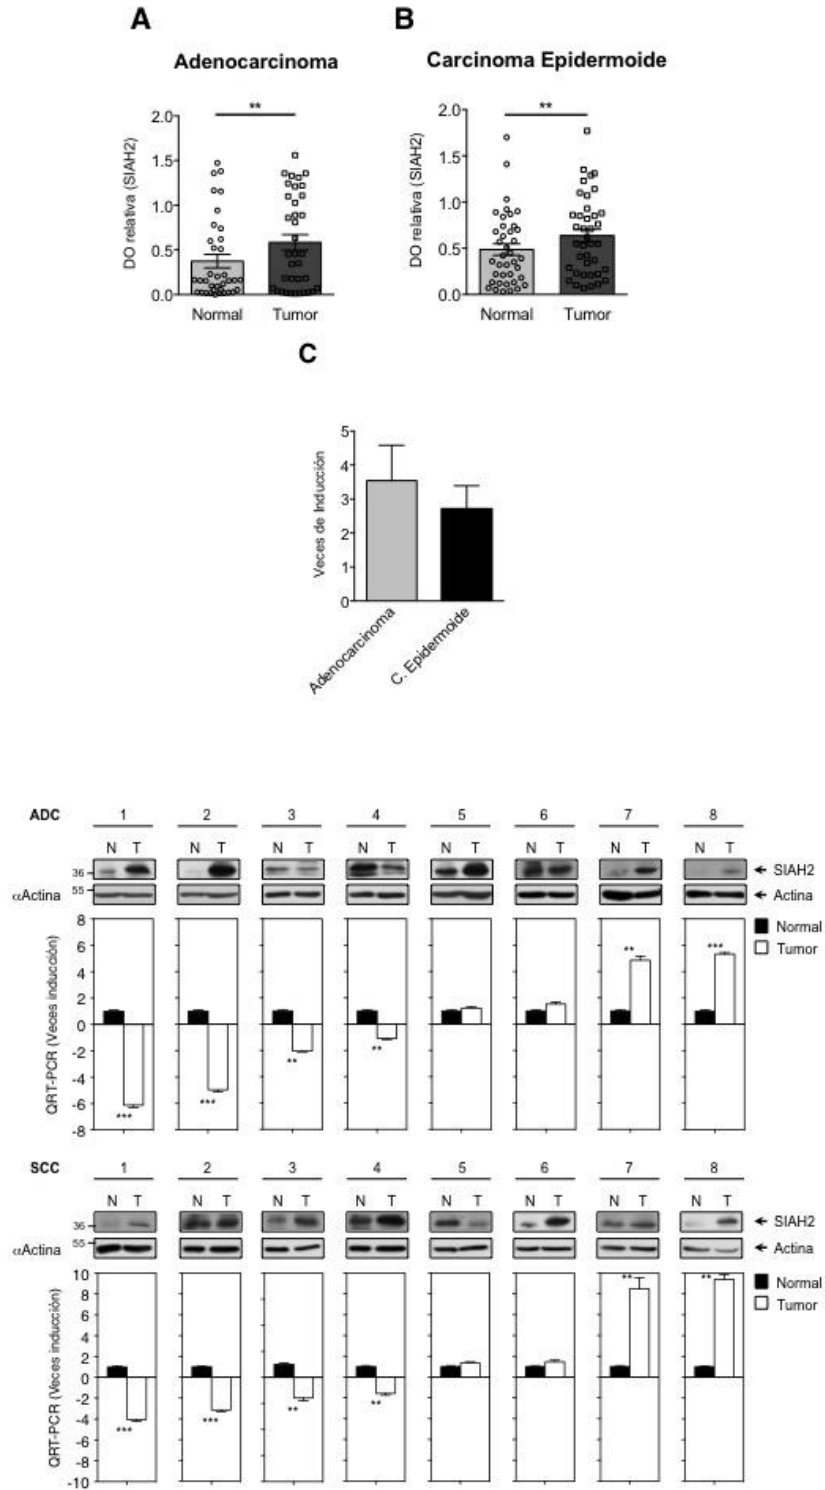 A
B
Adenocarcinoma
Carcinoma Epidermoide
**
**
DO relativa (SIAH2)
2.0
1.5
1.0
0.5
0.0
Normal
Tumor
DO relativa (SIAH2)
2.0
1.5
1.0
0.5
0.0
Normal
Tumor
C
Veces de Inducción
5
4
3
2
1
0
Adenocarcinoma
C. Epidermoide
ADC 1 2 3 4 5 6 7 8
N T N T N T N T N T N T N T N T
36
SIAH2
55
αActina
Actina
QRT-PCR (Veces inducción)
8
6
4
2
0
-2
-4
-6
-8
***
***
**
**
**
***
Normal
Tumor
SCC 1 2 3 4 5 6 7 8
N T N T N T N T N T N T N T N T
36
SIAH2
55
αActina
Actina
QRT-PCR (Veces inducción)
10
8
6
4
2
0
-2
-4
-6
-8
-10
***
***
**
**
**
**
Normal
Tumor